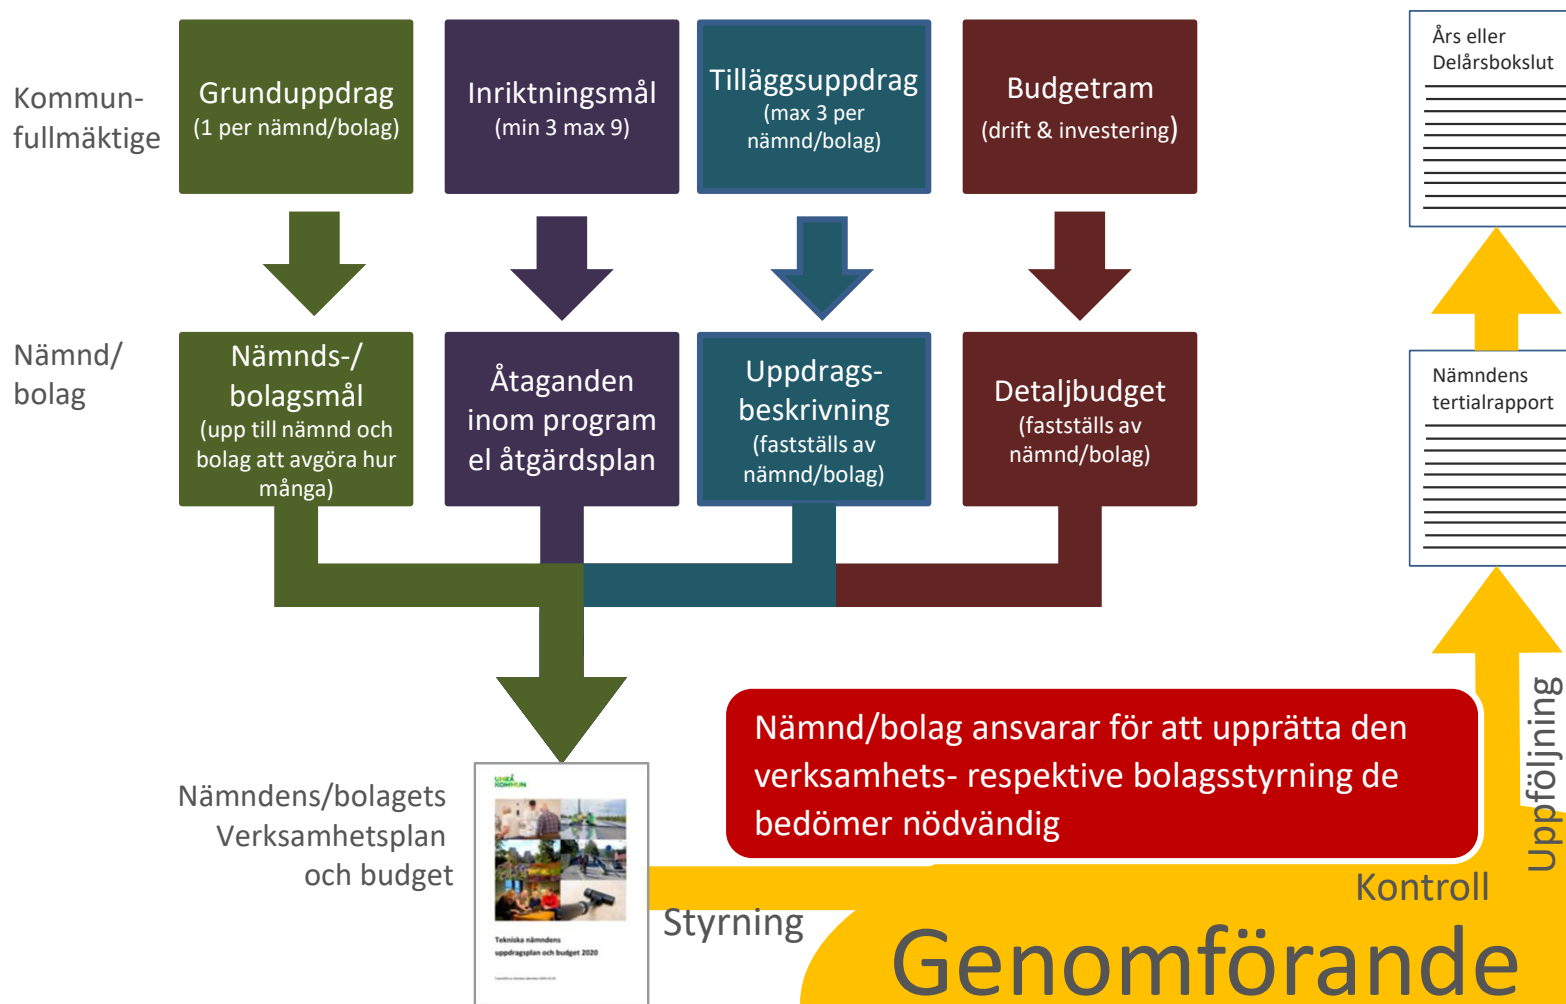 Kommun-
fullmäktige
Grunduppdrag
(1 per nämnd/bolag)
Inriktningsmål
(min 3 max 9)
Tilläggsuppdrag
(max 3 per
nämnd/bolag)
Budgetram
(drift & investering)
Års eller
Delårsbokslut
Nämnd/
bolag
Nämnds-/
bolagsmål
(upp till nämnd och
bolag att avgöra hur
många)
Åtaganden
inom program
el åtgärdsplan
Uppdrags-
beskrivning
(fastställs av
nämnd/bolag)
Detaljbudget
(fastställs av
nämnd/bolag)
Nämndens
tertialrapport
Nämndens/bolagets
Verksamhetsplan
och budget
UMEÅ
KOMMUN
Tekniska nämndens
uppdragsplan och budget 2020
Nämnd/bolag ansvarar för att upprätta den
verksamhets- respektive bolagsstyrning de
bedömer nödvändig
Uppföljning
Kontroll
Styrning
Genomförande